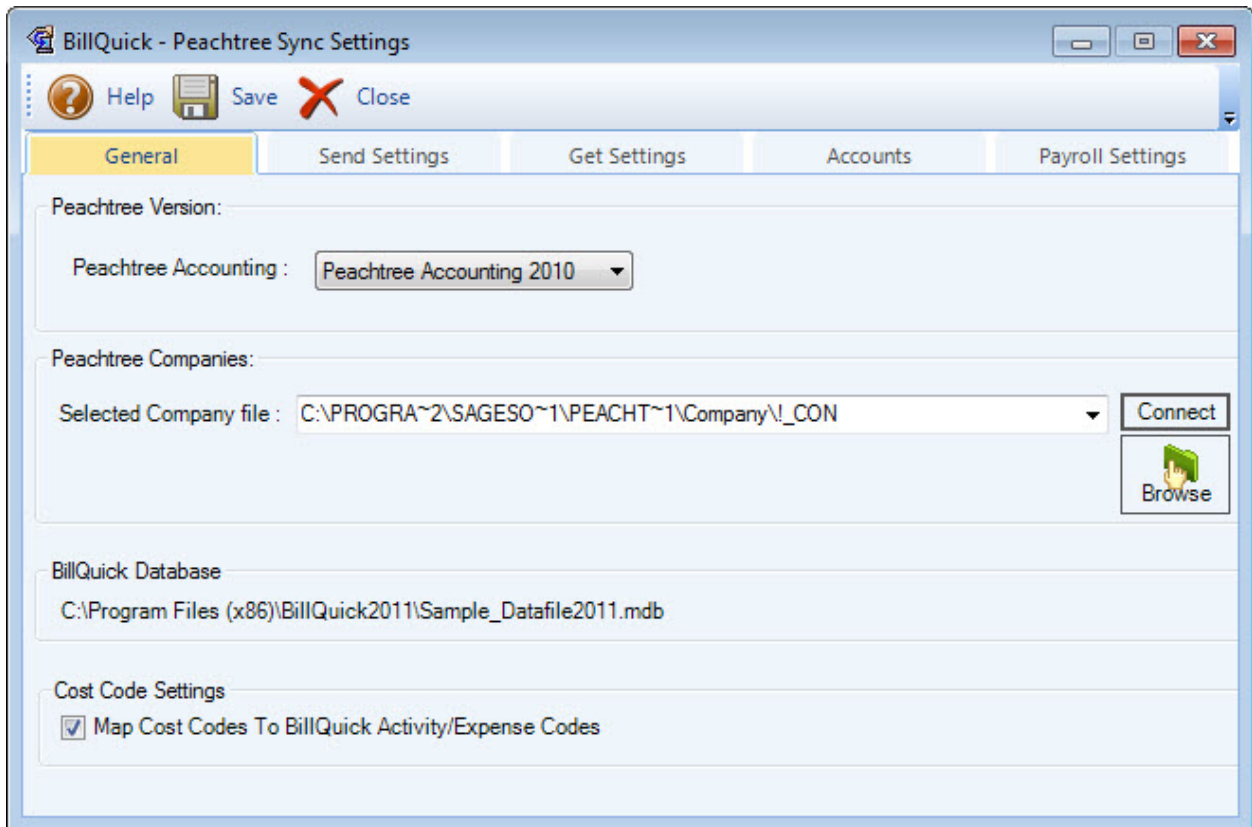 BillQuick - Peachtree Sync Settings
Help Save Close
General Send Settings Get Settings Accounts Payroll Settings
Peachtree Version:
Peachtree Accounting : Peachtree Accounting 2010
Peachtree Companies:
Selected Company file : C:\PROGRA~2\SAGESO~1\PEACHT~1\Company\!_CON Connect
Browse
BillQuick Database
C:\Program Files (x86)\BillQuick2011\Sample_Datafile2011.mdb
Cost Code Settings
Map Cost Codes To BillQuick Activity/Expense Codes